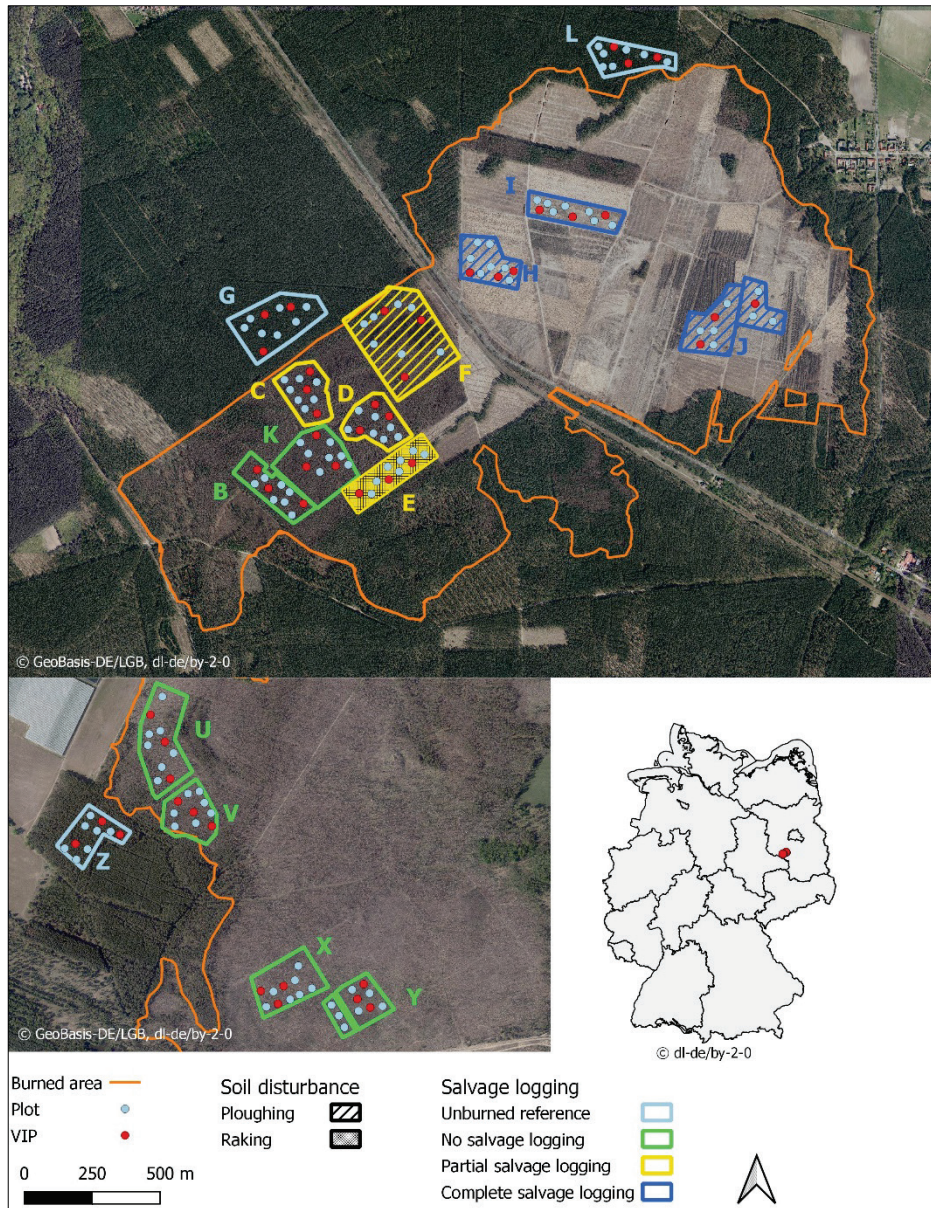 L
I
H
G
J
F
C
D
K
B
E
© GeoBasis-DE/LGB, dl-de/by-2-0
U
V
Z
X
Y
© GeoBasis-DE/LGB, dl-de/by-2-0
© dl-de/by-2-0
Burned area
Plot
VIP
0 250 500 m
Soil disturbance
Ploughing
Raking
Salvage logging
Unburned reference
No salvage logging
Partial salvage logging
Complete salvage logging